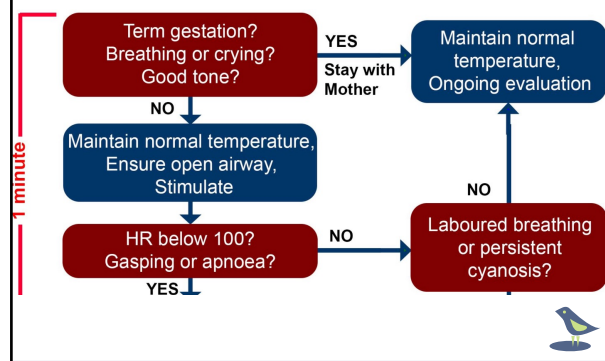 1 minute
Term gestation?
Breathing or crying?
Good tone?
YES
Stay with
Mother
Maintain normal
temperature,
Ongoing evaluation
NO
Maintain normal temperature,
Ensure open airway,
Stimulate
NO
HR below 100?
Gasping or apnoea?
NO
Laboured breathing
or persistent
cyanosis?
YES